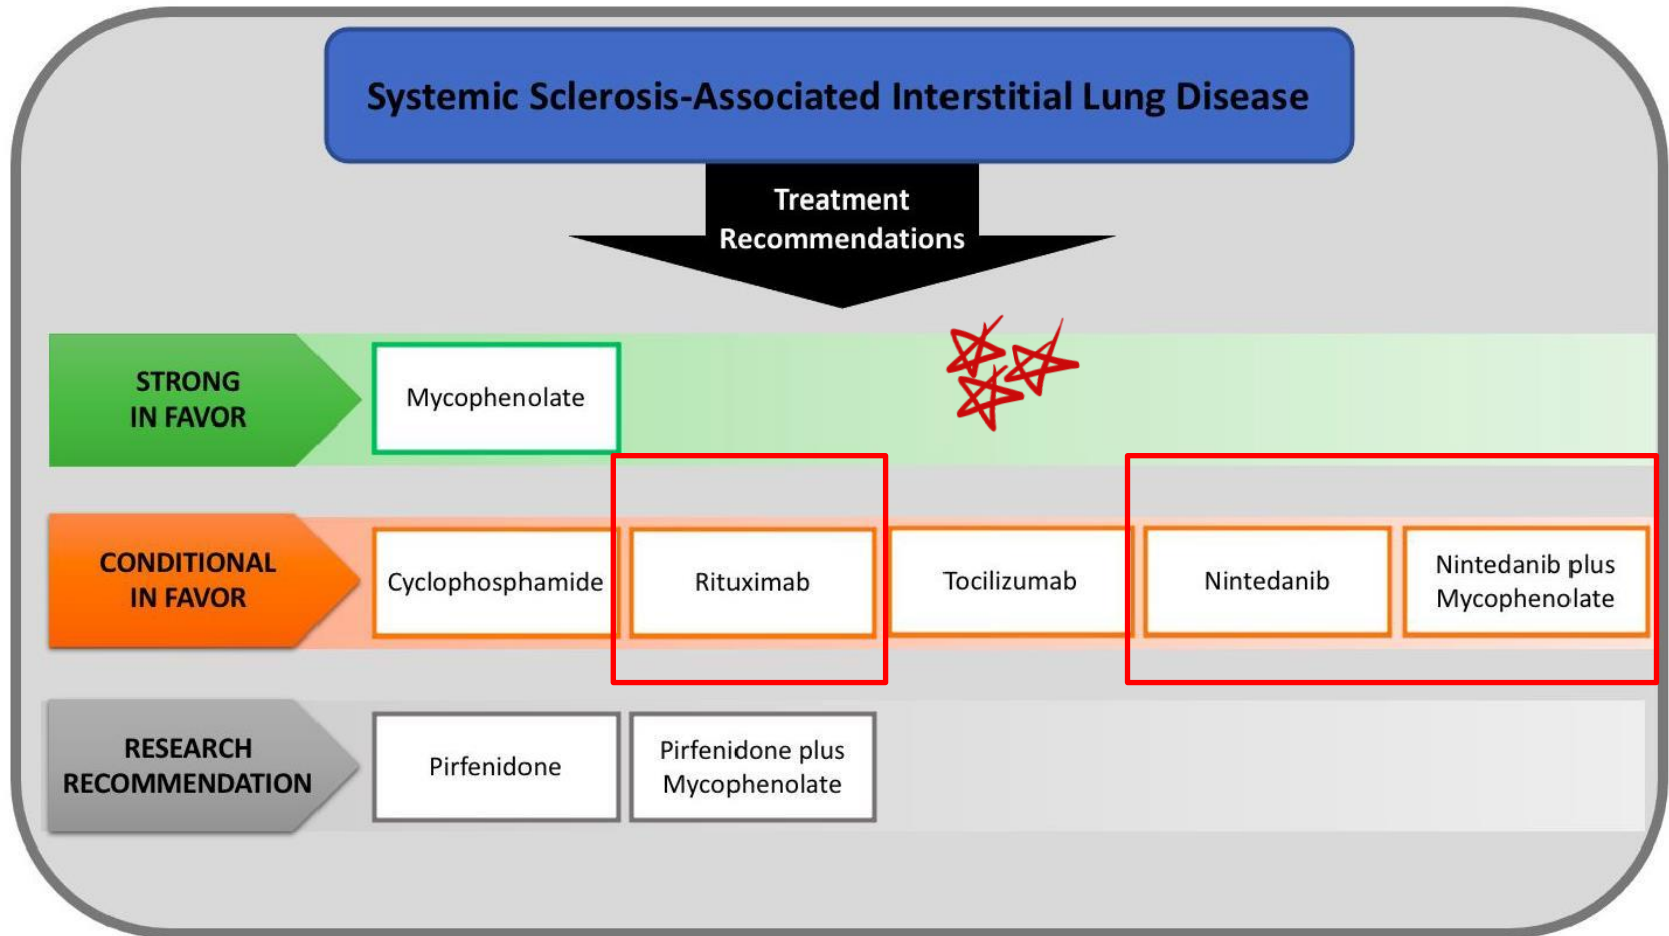 Systemic Sclerosis-Associated Interstitial Lung Disease
Treatment
Recommendations
STRONG
IN FAVOR
Mycophenolate
CONDITIONAL
IN FAVOR
Cyclophosphamide
Rituximab
Tocilizumab
Nintedanib
Nintedanib plus
Mycophenolate
RESEARCH
RECOMMENDATION
Pirfenidone
Pirfenidone plus
Mycophenolate